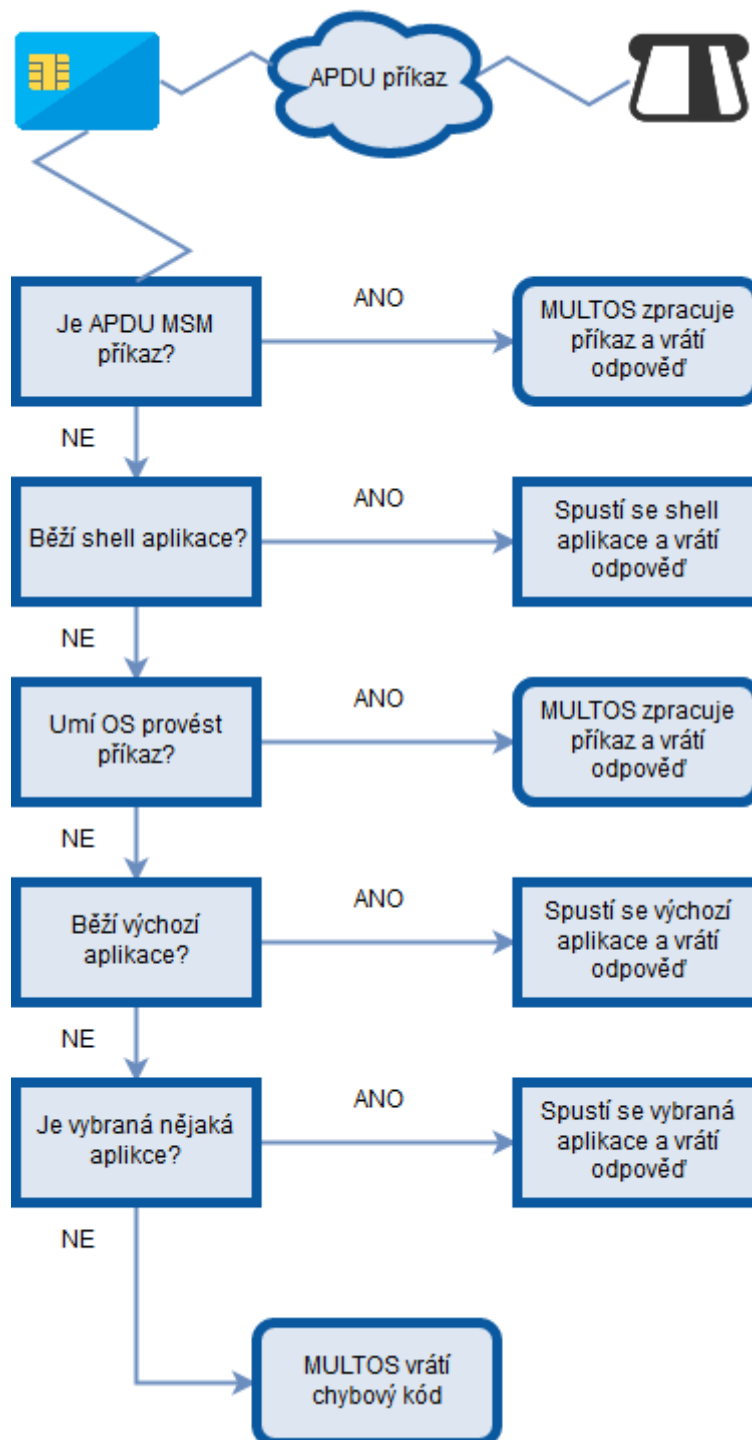 APDU příkaz
Je APDU MSM
příkaz?
ANO
MULTOS zpracuje
příkaz a vrátí
odpověď
NE
Běží shell aplikace?
ANO
Spustí se shell
aplikace a vrátí
odpověď
NE
Umí OS provést
příkaz?
ANO
MULTOS zpracuje
příkaz a vrátí
odpověď
NE
Běží výchozí
aplikace?
ANO
Spustí se výchozí
aplikace a vrátí
odpověď
NE
Je vybraná nějaká
aplikce?
ANO
Spustí se vybraná
aplikace a vrátí
odpověď
NE
MULTOS vrátí
chybový kód